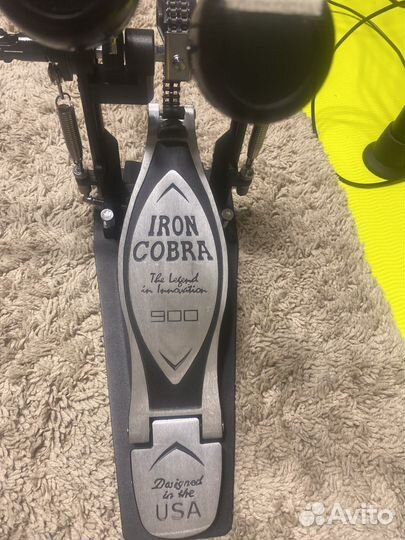 IRON
COBRA
The Legend
in Innovation
900
Designed
in the
USA
Avito